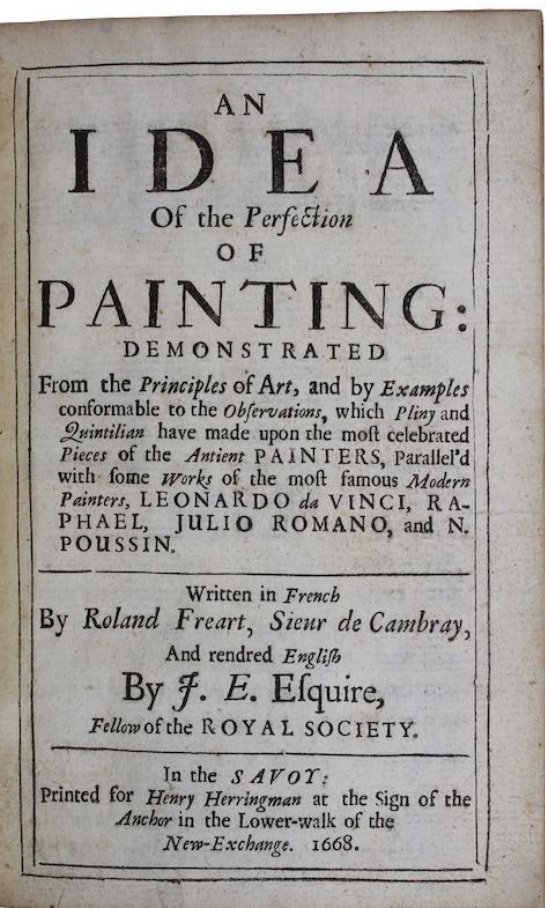 AN
IDEA
Of the Perfection
OF
PAINTING:
DEMONSTRATED
From the Principles of Art, and by Examples
conformable to the Obſervations, which Pliny and
Quintilian have made upon the moſt celebrated
Pieces of the Antient PAINTERS, Parallel'd
with ſome Works of the moſt famous Modern
Painters, LEONARDO da VINCI, RA-
PHAEL, JULIO ROMANO, and N.
POUSSIN.
Written in French
By Roland Freart, Sieur de Cambray,
And rendred Engliſh
By J. E. Eſquire,
Fellow of the ROYAL SOCIETY.
In the SAVOY:
Printed for Henry Herringman at the Sign of the
Anchor in the Lower-walk of the
New-Exchange. 1668.